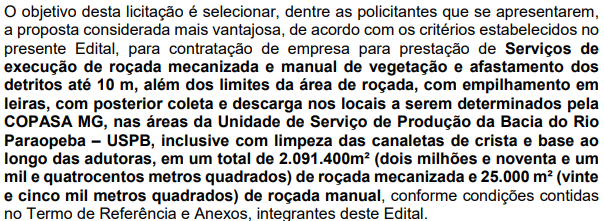 O objetivo desta licitação é selecionar, dentre as policitantes que se apresentarem,
a proposta considerada mais vantajosa, de acordo com os critérios estabelecidos no
presente Edital, para contratação de empresa para prestação de Serviços de
execução de roçada mecanizada e manual de vegetação e afastamento dos
detritos até 10 m, além dos limites da área de roçada, com empilhamento em
leiras, com posterior coleta e descarga nos locais a serem determinados pela
COPASA MG, nas áreas da Unidade de Serviço de Produção da Bacia do Rio
Paraopeba – USPB, inclusive com limpeza das canaletas de crista e base ao
longo das adutoras, em um total de 2.091.400m² (dois milhões e noventa e um
mil e quatrocentos metros quadrados) de roçada mecanizada e 25.000 m² (vinte
e cinco mil metros quadrados) de roçada manual, conforme condições contidas
no Termo de Referência e Anexos, integrantes deste Edital.